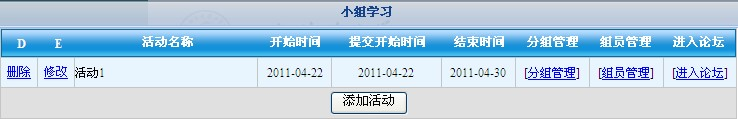 小组学习
D E 活动名称 开始时间 提交开始时间 结束时间 分组管理 组员管理 进入论坛
删除 修改 活动1 2011-04-22 2011-04-22 2011-04-30 [分组管理] [组员管理] [进入论坛]
添加活动